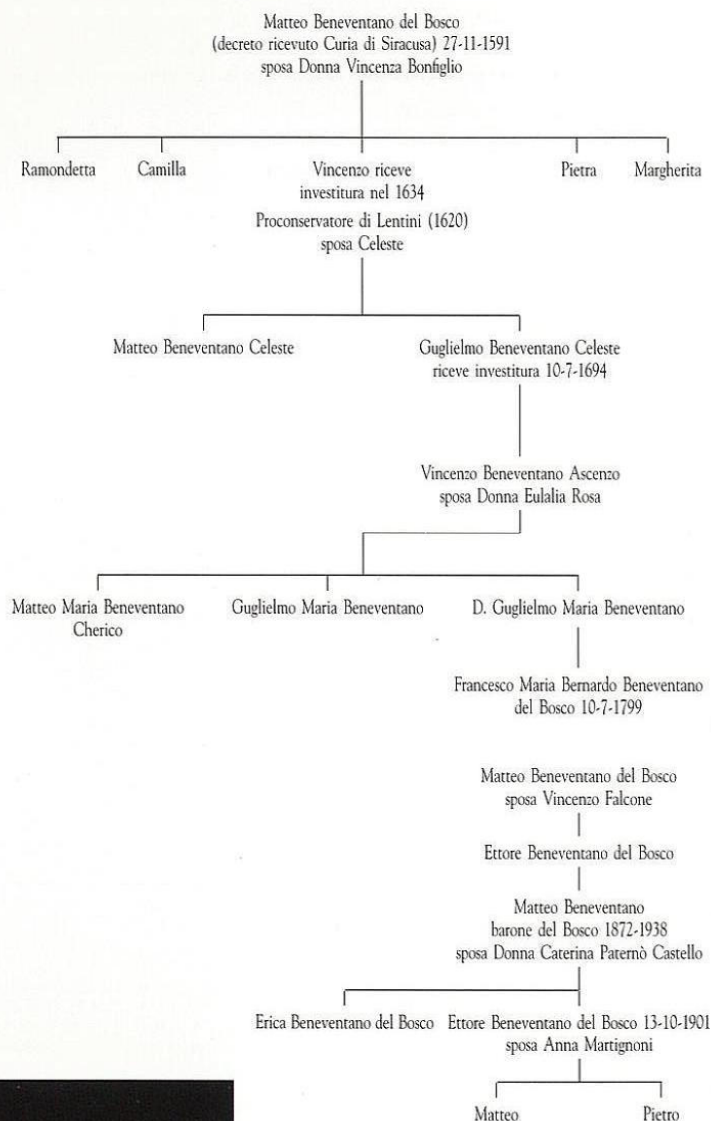 Matteo Beneventano del Bosco
(decreto ricevuto Curia di Siracusa) 27-11-1591
sposa Donna Vincenza Bonfiglio
Ramondetta
Camilla
Vincenzo riceve
investitura nel 1634
Pietra
Margherita
Proconservatore di Lentini (1620)
sposa Celeste
Matteo Beneventano Celeste
Guglielmo Beneventano Celeste
riceve investitura 10-7-1694
Vincenzo Beneventano Ascenzo
sposa Donna Eulalia Rosa
Matteo Maria Beneventano
Cherico
Guglielmo Maria Beneventano
D. Guglielmo Maria Beneventano
Francesco Maria Bernardo Beneventano
del Bosco 10-7-1799
Matteo Beneventano del Bosco
sposa Vincenzo Falcone
Ettore Beneventano del Bosco
Matteo Beneventano
barone del Bosco 1872-1938
sposa Donna Caterina Paternò Castello
Erica Beneventano del Bosco
Ettore Beneventano del Bosco 13-10-1901
sposa Anna Martignoni
Matteo
Pietro